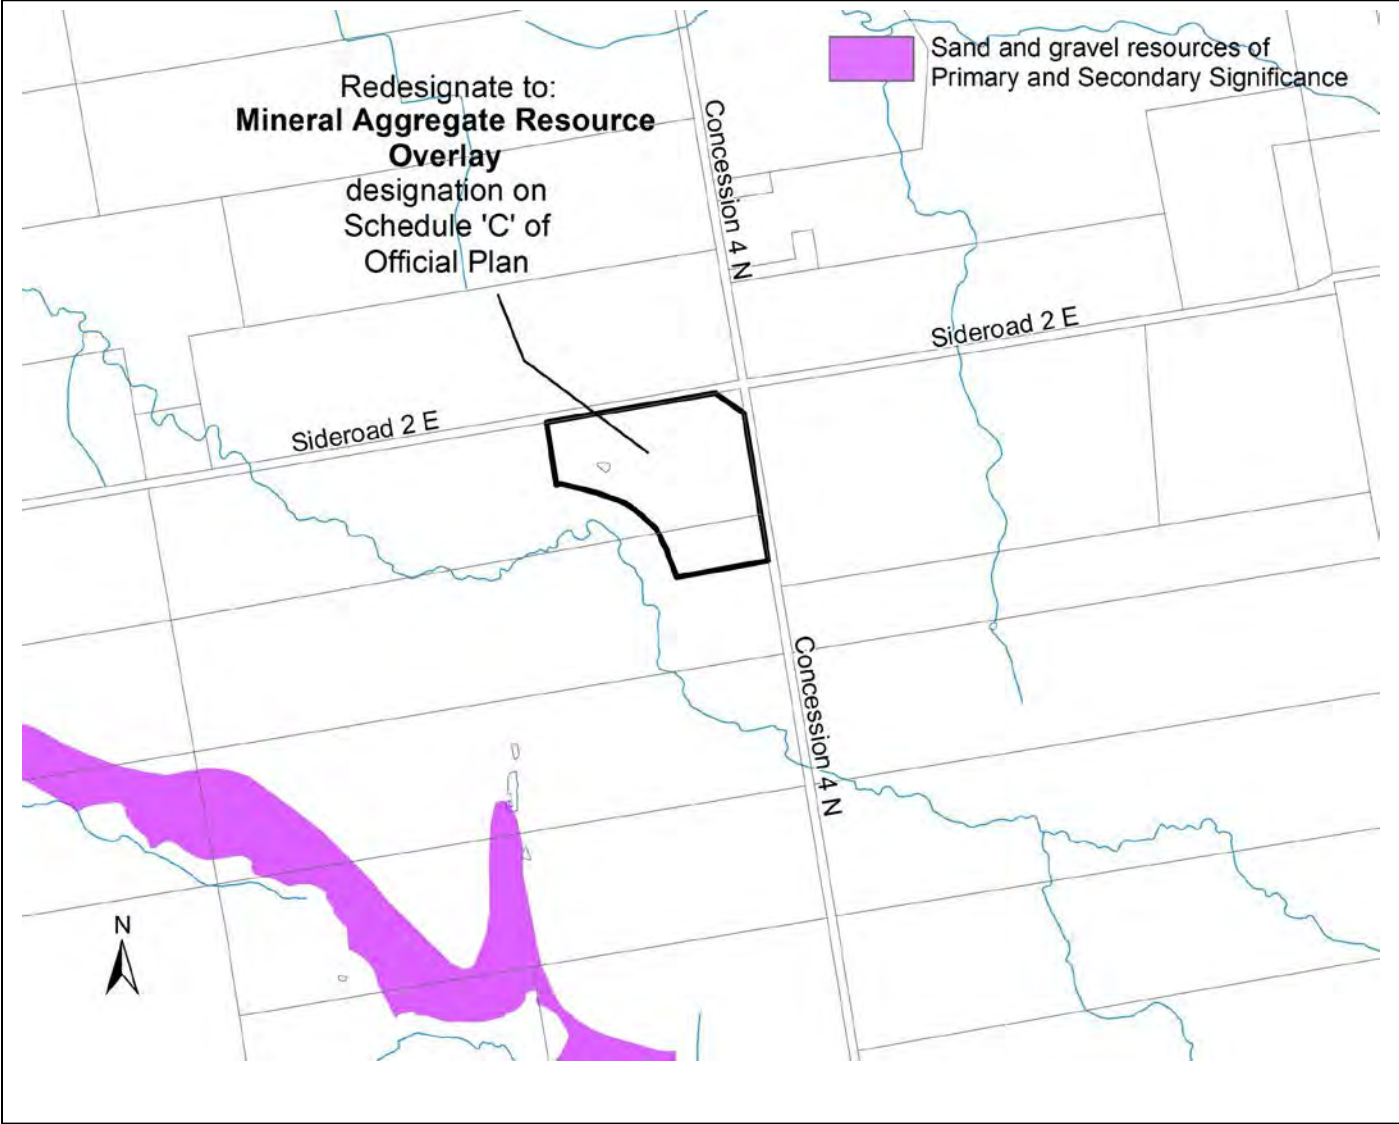 Sand and gravel resources of
Primary and Secondary Significance
Redesignate to:
Mineral Aggregate Resource
Overlay
designation on
Schedule 'C' of
Official Plan
Concession 4 N
Sideroad 2 E
Sideroad 2 E
Concession 4 N
N